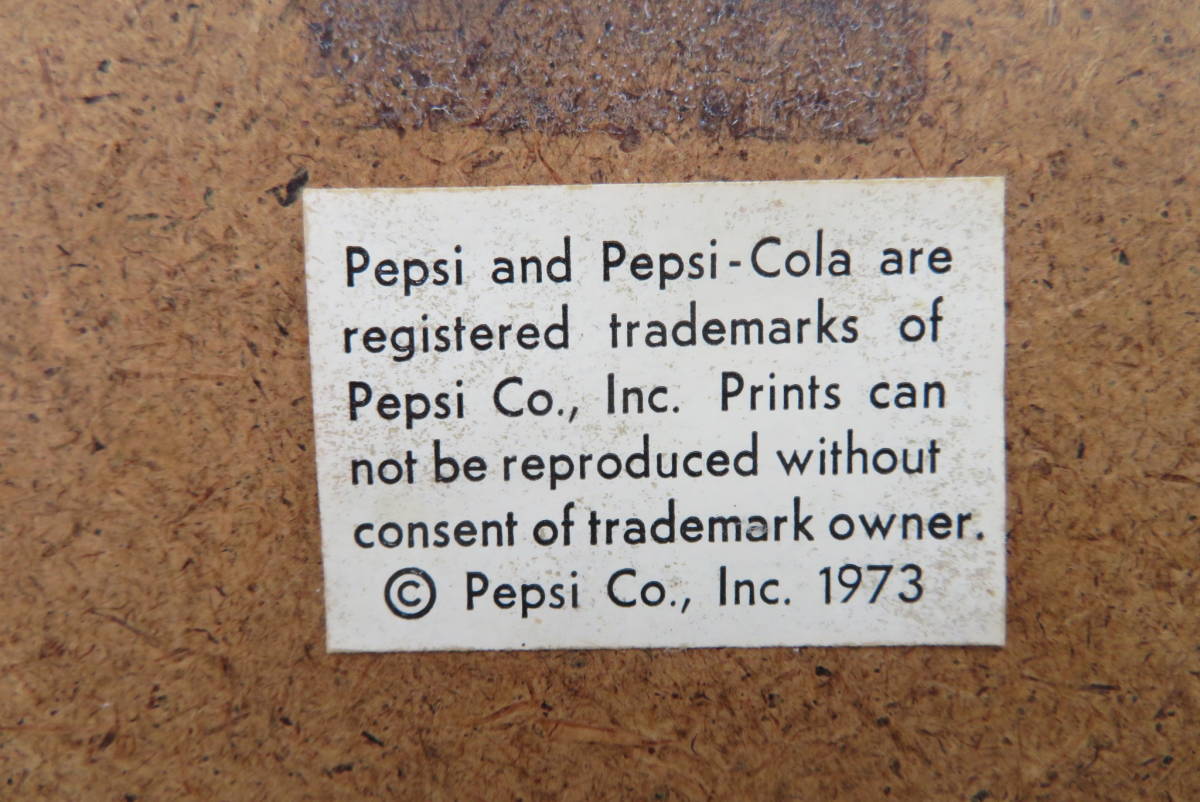 Pepsi and Pepsi-Cola are
registered trademarks of
Pepsi Co., Inc. Prints can
not be reproduced without
consent of trademark owner.
© Pepsi Co., Inc. 1973